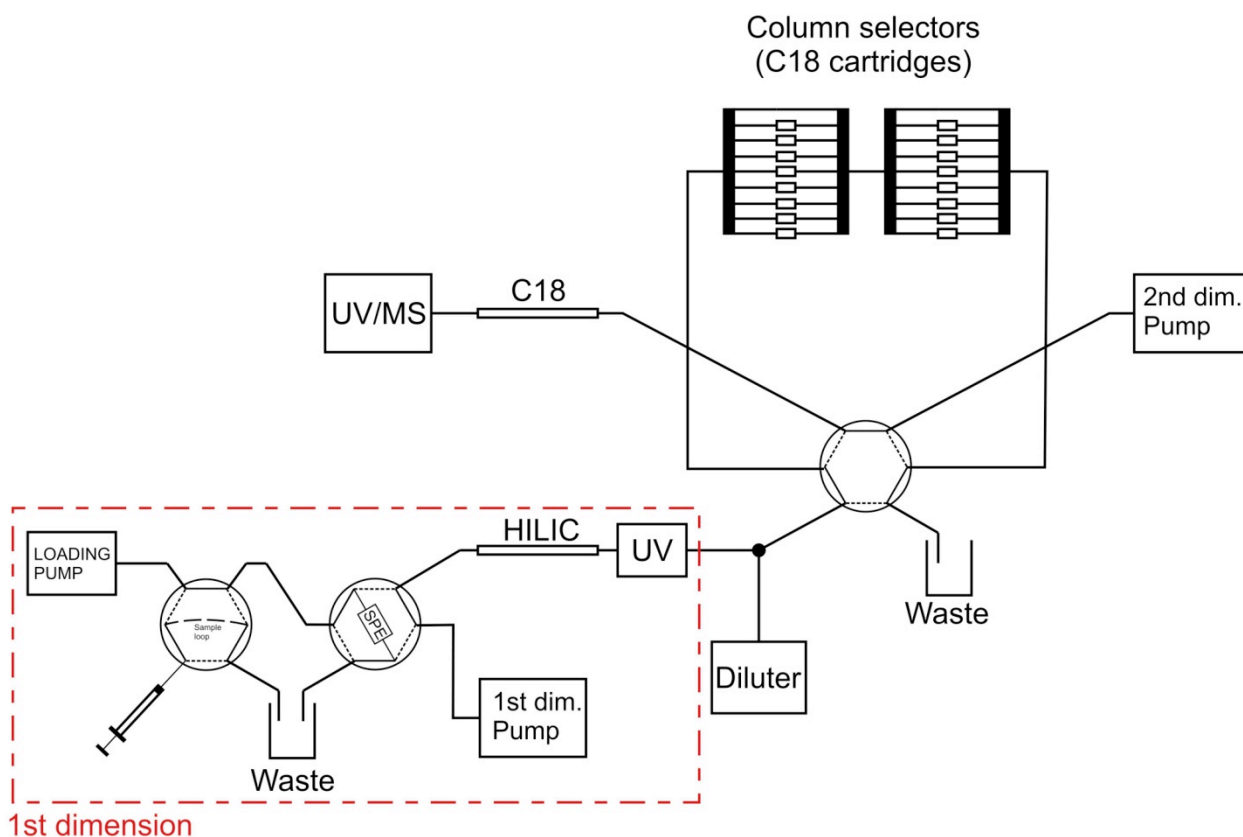 Column selectors
(C18 cartridges)
UV/MS
C18
2nd dim.
Pump
LOADING
PUMP
HILIC
UV
Sample
loop
SPE
Waste
Diluter
1st dim.
Pump
Waste
1st dimension